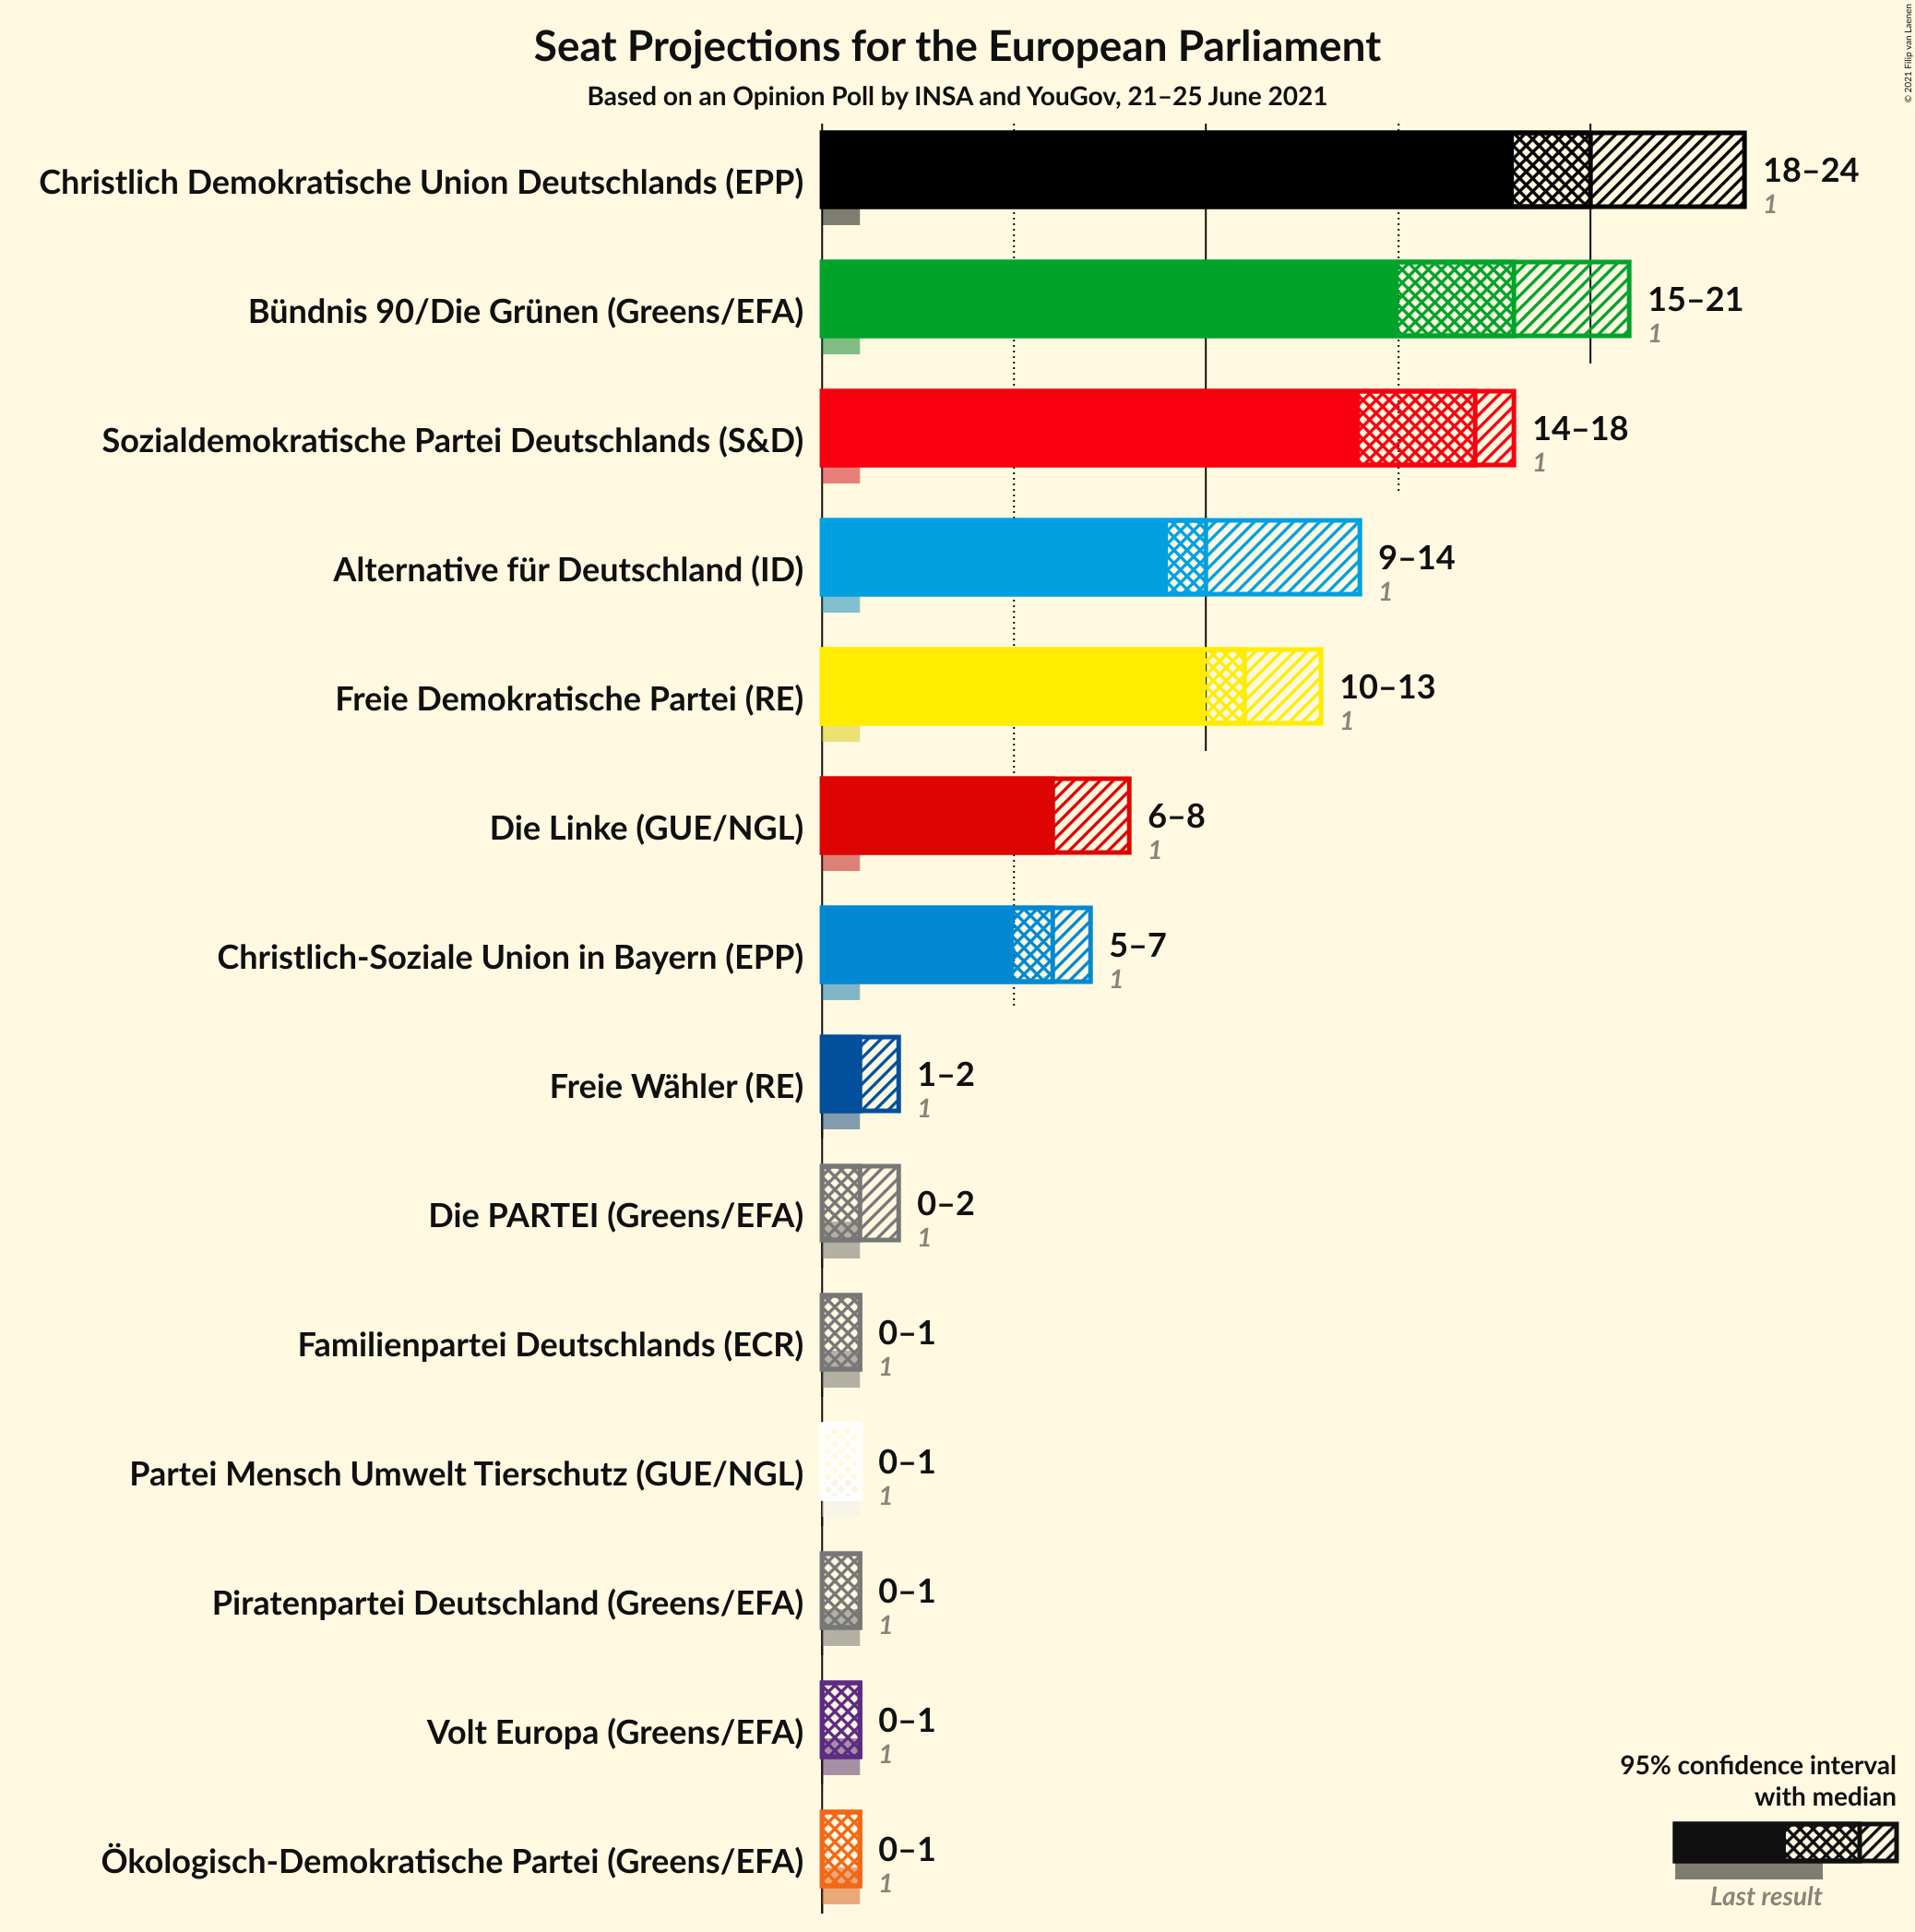 © 2021 Filip van Laenen
Seat Projections for the European Parliament
Based on an Opinion Poll by INSA and YouGov, 21–25 June 2021
Christlich Demokratische Union Deutschlands (EPP)
18–24
1
Bündnis 90/Die Grünen (Greens/EFA)
15–21
1
Sozialdemokratische Partei Deutschlands (S&D)
14–18
1
Alternative für Deutschland (ID)
9–14
1
Freie Demokratische Partei (RE)
10–13
1
Die Linke (GUE/NGL)
6–8
1
Christlich-Soziale Union in Bayern (EPP)
5–7
1
Freie Wähler (RE)
1–2
1
Die PARTEI (Greens/EFA)
0–2
1
Familienpartei Deutschlands (ECR)
0–1
1
Partei Mensch Umwelt Tierschutz (GUE/NGL)
0–1
1
Piratenpartei Deutschland (Greens/EFA)
0–1
1
Volt Europa (Greens/EFA)
0–1
1
Ökologisch-Demokratische Partei (Greens/EFA)
0–1
1
95% confidence interval
with median
Last result